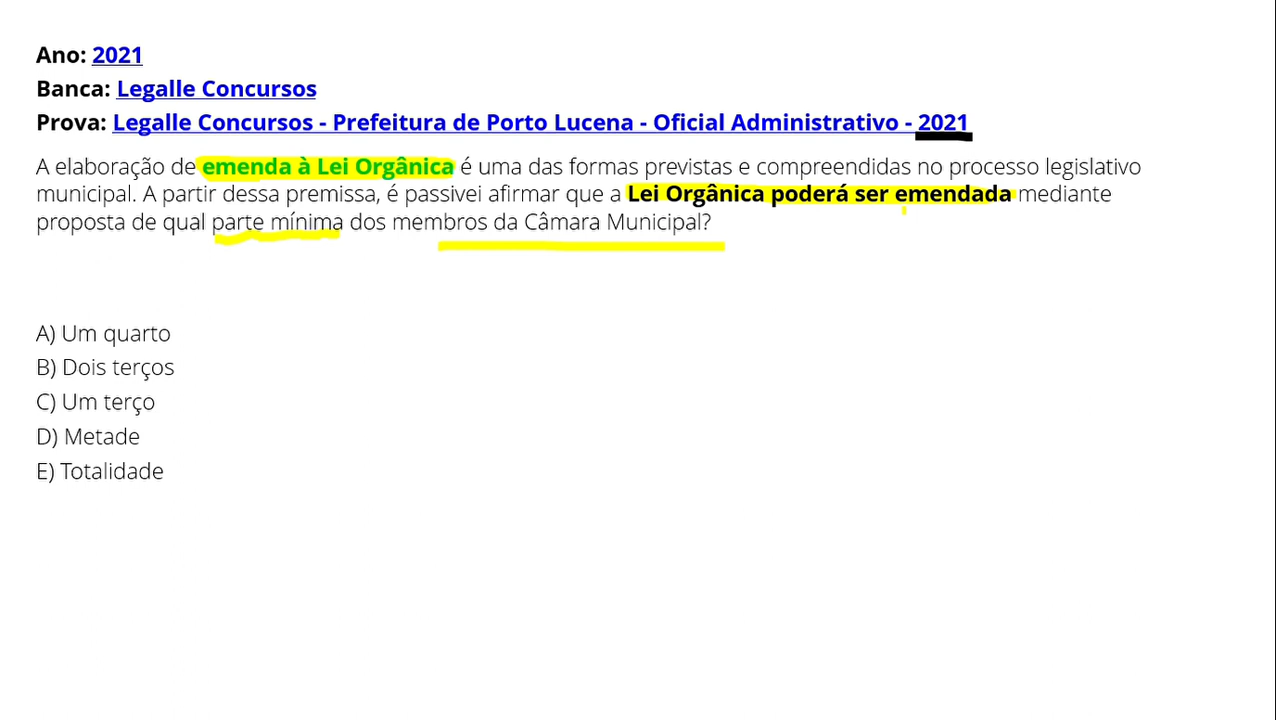 Ano: 2021
Banca: Legalle Concursos
Prova: Legalle Concursos - Prefeitura de Porto Lucena - Oficial Administrativo - 2021
A elaboração de emenda à Lei Orgânica é uma das formas previstas e compreendidas no processo legislativo
municipal. A partir dessa premissa, é passivei afirmar que a Lei Orgânica poderá ser emendada mediante
proposta de qual parte mínima dos membros da Câmara Municipal?
A) Um quarto
B) Dois terços
C) Um terço
D) Metade
E) Totalidade